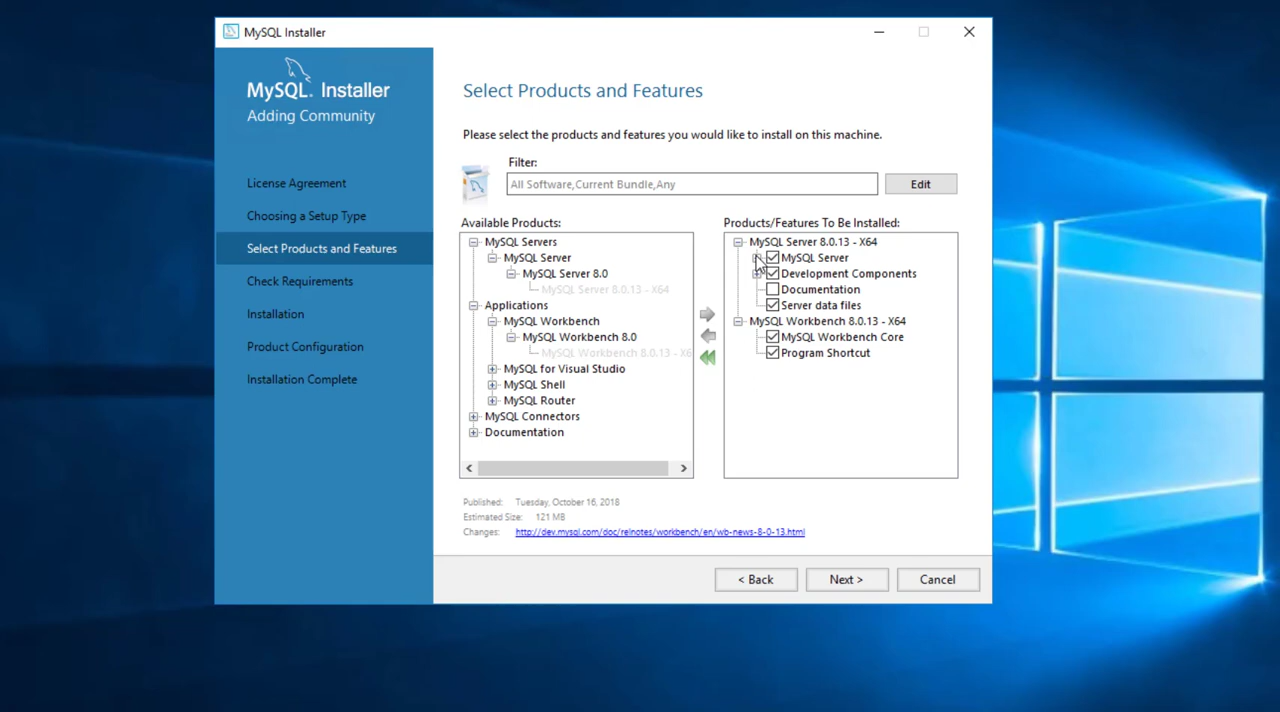 MySQL Installer
MySQL. Installer
Adding Community
License Agreement
Choosing a Setup Type
Select Products and Features
Check Requirements
Installation
Product Configuration
Installation Complete
Select Products and Features
Please select the products and features you would like to install on this machine.
Filter:
All Software,Current Bundle,Any
Edit
Available Products:
MySQL Servers
MySQL Server
MySQL Server 8.0
MySQL Server 8.0.13 - X64
Applications
MySQL Workbench
MySQL Workbench 8.0
MySQL Workbench 8.0.13 - X6
MySQL for Visual Studio
MySQL Shell
MySQL Router
MySQL Connectors
Documentation
Products/Features To Be Installed:
MySQL Server 8.0.13 - X64
MySQL Server
Development Components
Documentation
Server data files
MySQL Workbench 8.0.13 - X64
MySQL Workbench Core
Program Shortcut
Published: Tuesday, October 16, 2018
Estimated Size: 121 MB
Changes: http://dev.mysql.com/doc/relnotes/workbench/en/wb-news-8-0-13.html
< Back
Next >
Cancel